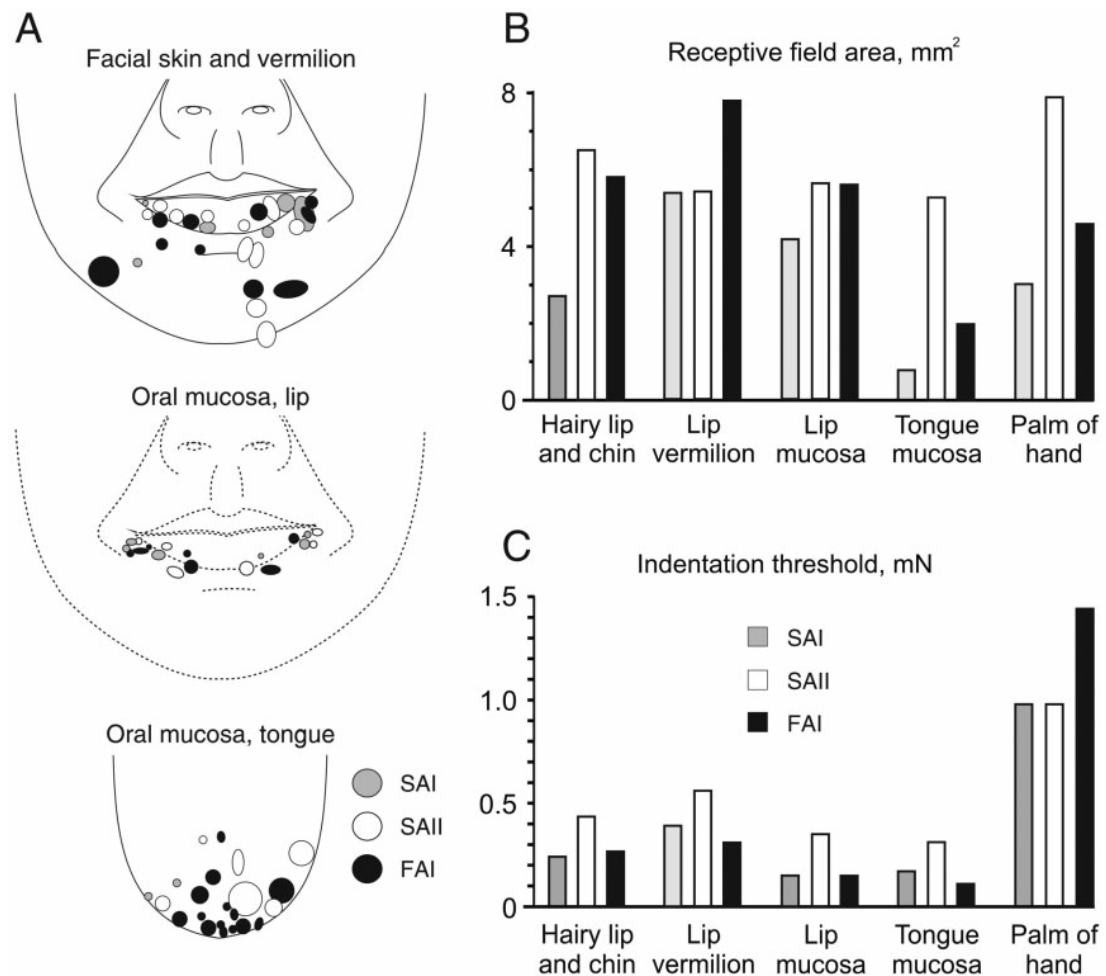 A
Facial skin and vermilion
Oral mucosa, lip
Oral mucosa, tongue
SAI
SAII
FAI
B
Receptive field area, mm²
8
4
0
Hairy lip
and chin
Lip
vermilion
Lip
mucosa
Tongue
mucosa
Palm of
hand
C
Indentation threshold, mN
1.5
1.0
0.5
0
SAI
SAII
FAI
Hairy lip
and chin
Lip
vermilion
Lip
mucosa
Tongue
mucosa
Palm of
hand